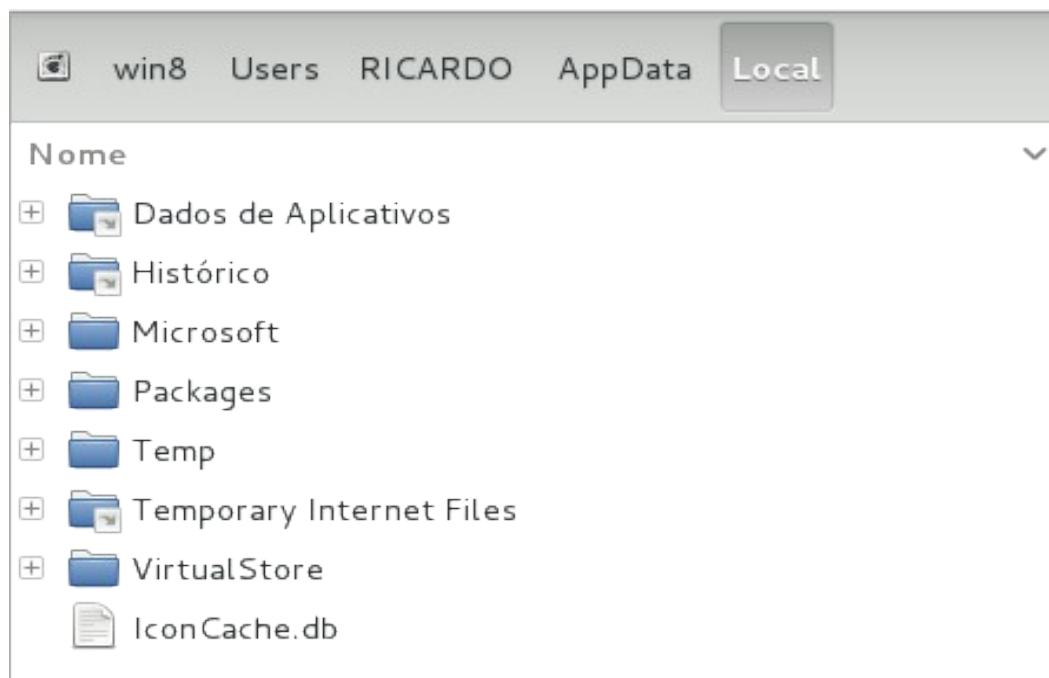 win8 Users RICARDO AppData Local
Nome
Dados de Aplicativos
Histórico
Microsoft
Packages
Temp
Temporary Internet Files
VirtualStore
IconCache.db